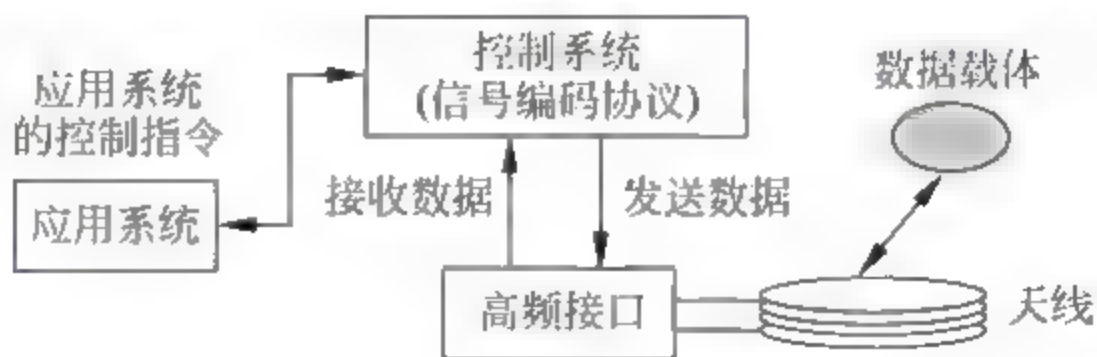 控制系统
(信号编码协议)
数据载体
应用系统
的控制指令
接收数据
发送数据
应用系统
高频接口
天线